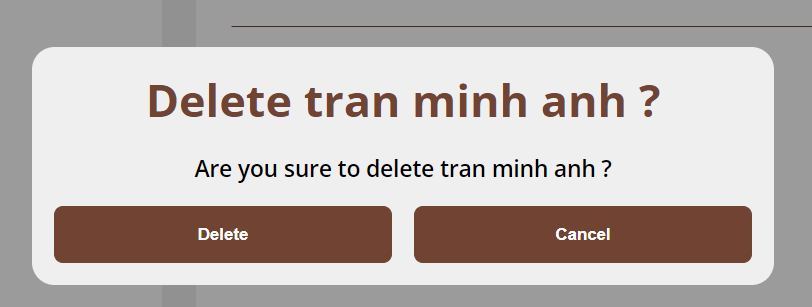 Delete tran minh anh ?
Are you sure to delete tran minh anh ?
Delete
Cancel